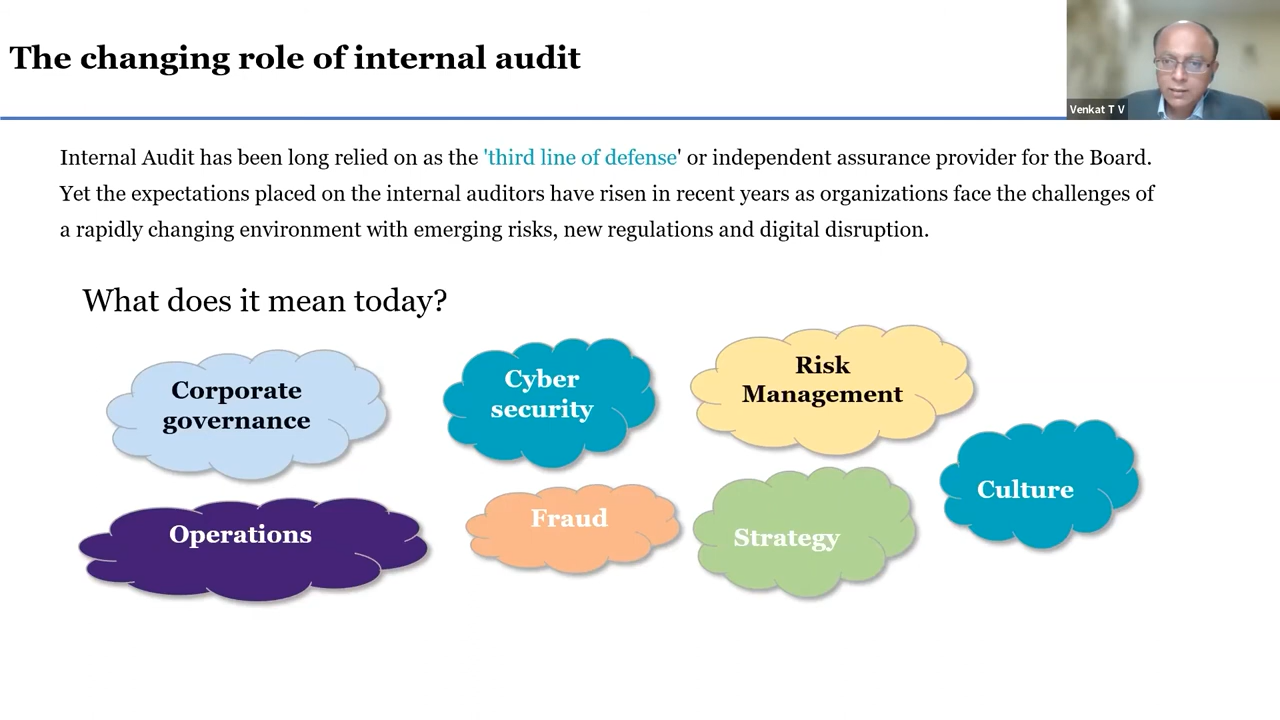 The changing role of internal audit
Venkat T V
Internal Audit has been long relied on as the 'third line of defense' or independent assurance provider for the Board.
Yet the expectations placed on the internal auditors have risen in recent years as organizations face the challenges of
a rapidly changing environment with emerging risks, new regulations and digital disruption.
What does it mean today?
Corporate
governance
Cyber
security
Risk
Management
Culture
Operations
Fraud
Strategy